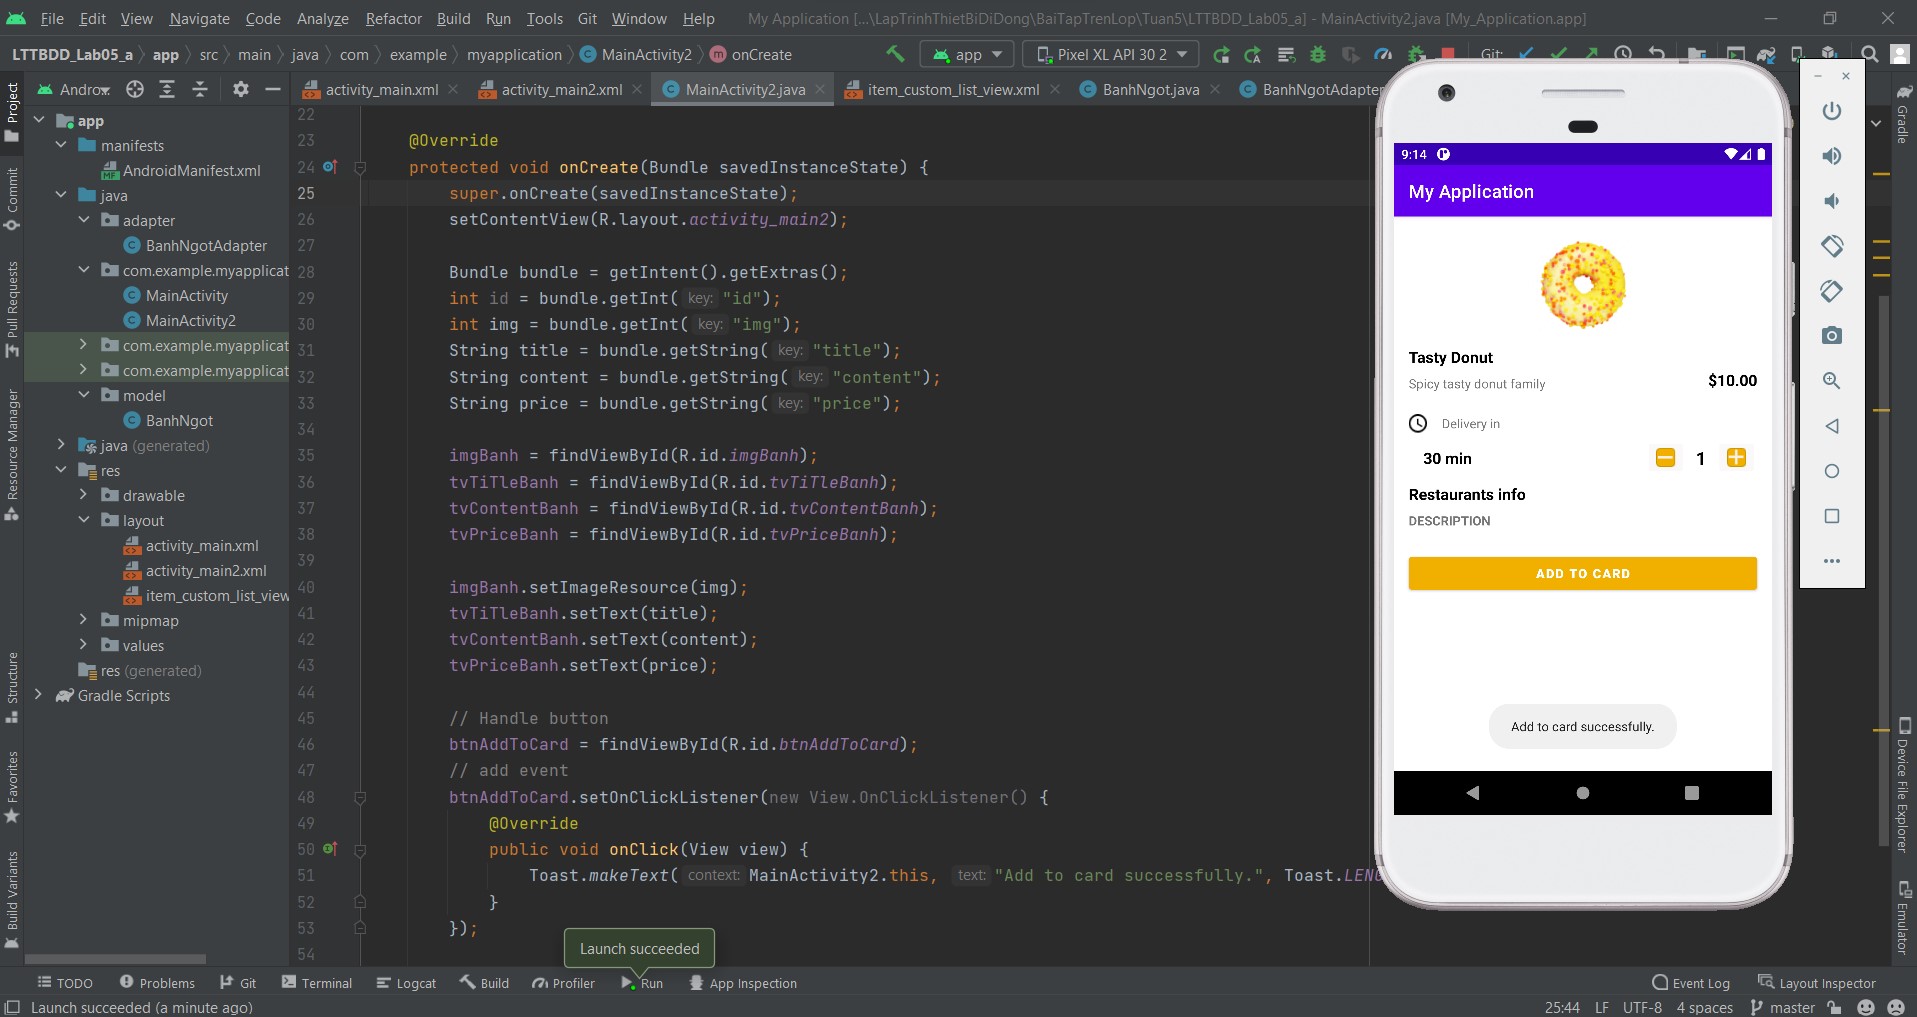 File Edit View Navigate Code Analyze Refactor Build Run Tools Git Window Help My Application [...\LapTrinhThietBiDiDong\BaiTapTrenLop\Tuan5\LTTBDD_Lab05_a] - MainActivity2.java [My_Application.app]
LTTBDD_Lab05_a app src main java com example myapplication MainActivity2 onCreate app Pixel XL API 30 2 Git:
Andro
activity_main.xml activity_main2.xml MainActivity2.java item_custom_list_view.xml BanhNgot.java BanhNgotAdapter
Project
Commit
Pull Requests
Resource Manager
Structure
Favorites
Build Variants
app
manifests
AndroidManifest.xml
java
adapter
BanhNgotAdapter
com.example.myapplicat
MainActivity
MainActivity2
com.example.myapplicat
com.example.myapplicat
model
BanhNgot
java (generated)
res
drawable
layout
activity_main.xml
activity_main2.xml
item_custom_list_view
mipmap
values
res (generated)
Gradle Scripts
22
23 @Override
24 protected void onCreate(Bundle savedInstanceState) {
25 super.onCreate(savedInstanceState);
26 setContentView(R.layout.activity_main2);
27
28 Bundle bundle = getIntent().getExtras();
29 int id = bundle.getInt( key: "id");
30 int img = bundle.getInt( key: "img");
31 String title = bundle.getString( key: "title");
32 String content = bundle.getString( key: "content");
33 String price = bundle.getString( key: "price");
34
35 imgBanh = findViewById(R.id.imgBanh);
36 tvTiTleBanh = findViewById(R.id.tvTiTleBanh);
37 tvContentBanh = findViewById(R.id.tvContentBanh);
38 tvPriceBanh = findViewById(R.id.tvPriceBanh);
39
40 imgBanh.setImageResource(img);
41 tvTiTleBanh.setText(title);
42 tvContentBanh.setText(content);
43 tvPriceBanh.setText(price);
44
45 // Handle button
46 btnAddToCard = findViewById(R.id.btnAddToCard);
47 // add event
48 btnAddToCard.setOnClickListener(new View.OnClickListener() {
49 @Override
50 public void onClick(View view) {
51 Toast.makeText( context: MainActivity2.this, text: "Add to card successfully.", Toast.LENG
52 }
53 });
54
9:14
My Application
Tasty Donut
Spicy tasty donut family
$10.00
Delivery in
30 min
1
Restaurants info
DESCRIPTION
ADD TO CARD
Add to card successfully.
Gradle
Device File Explorer
Emulator
Launch succeeded
TODO Problems Git Terminal Logcat Build Profiler Run App Inspection Event Log Layout Inspector
Launch succeeded (a minute ago) 25:44 LF UTF-8 4 spaces master